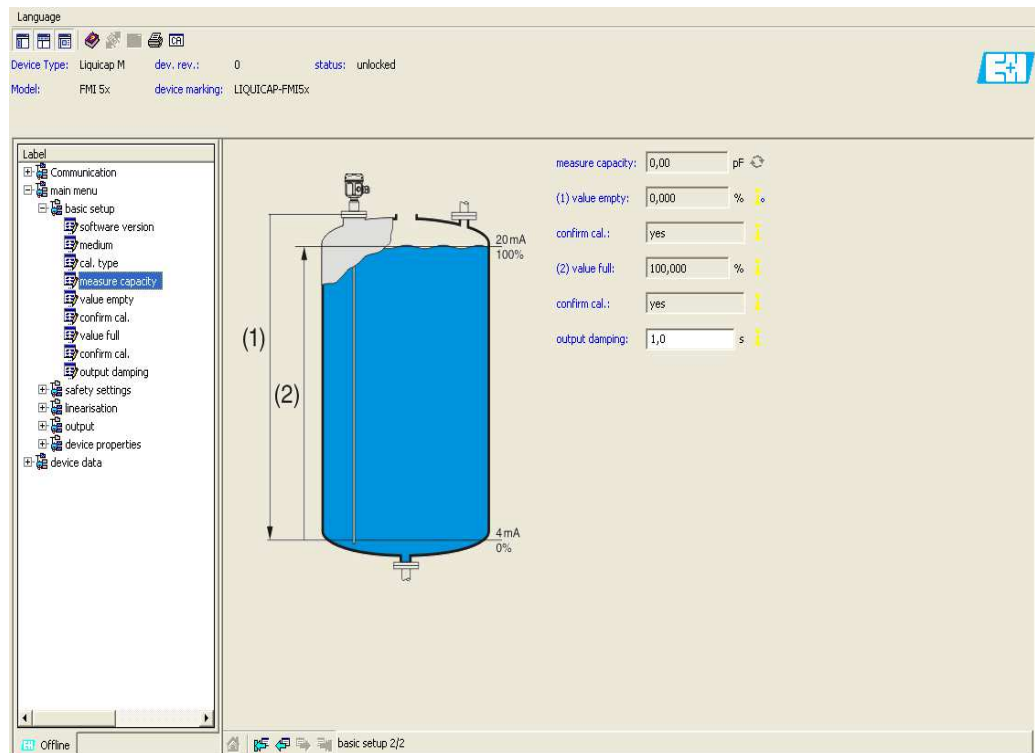 Language
Device Type: Liquicap M dev. rev.: 0 status: unlocked
Model: FMI 5x device marking: LIQUICAP-FMI5x
Label
Communication
main menu
basic setup
software version
medium
cal. type
measure capacity
value empty
confirm cal.
value full
confirm cal.
output damping
safety settings
linearisation
output
device properties
device data
(1)
(2)
20 mA
100%
4 mA
0%
measure capacity: 0,00 pF
(1) value empty: 0,000 %
confirm cal.: yes
(2) value full: 100,000 %
confirm cal.: yes
output damping: 1,0 s
Offline
basic setup 2/2